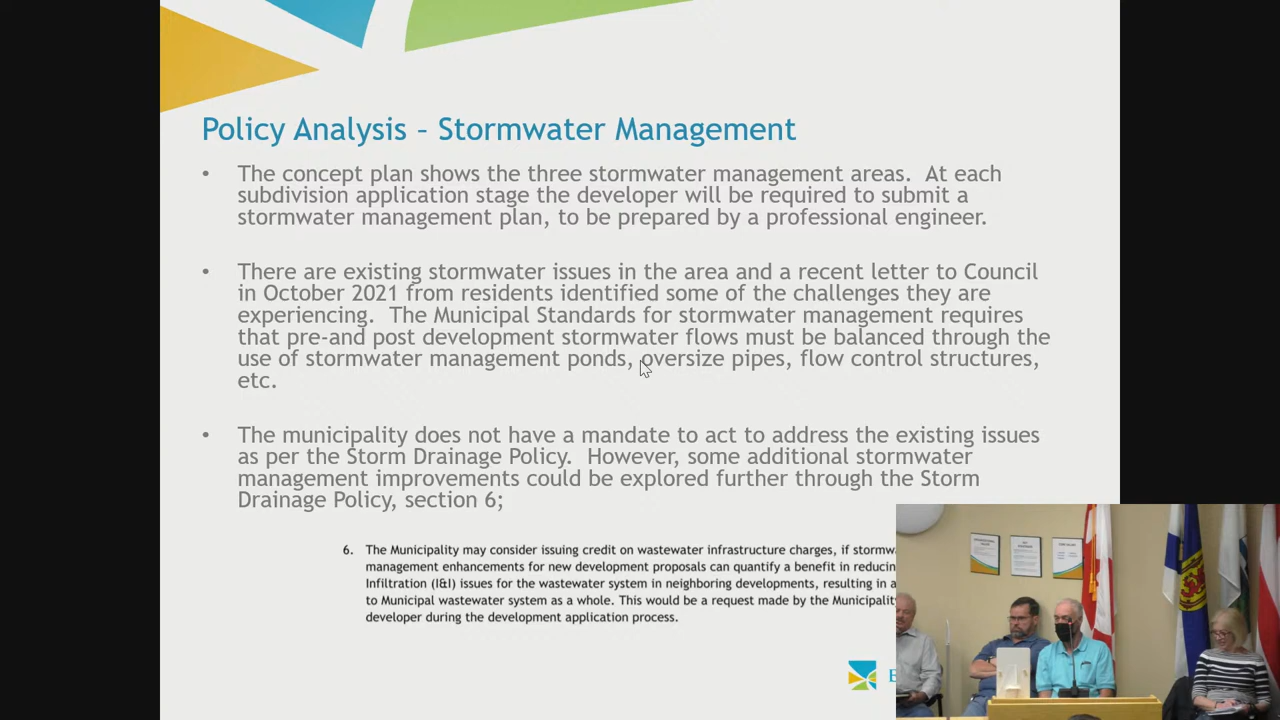 Policy Analysis – Stormwater Management
• The concept plan shows the three stormwater management areas. At each
subdivision application stage the developer will be required to submit a
stormwater management plan, to be prepared by a professional engineer.
• There are existing stormwater issues in the area and a recent letter to Council
in October 2021 from residents identified some of the challenges they are
experiencing. The Municipal Standards for stormwater management requires
that pre-and post development stormwater flows must be balanced through the
use of stormwater management ponds, oversize pipes, flow control structures,
etc.
• The municipality does not have a mandate to act to address the existing issues
as per the Storm Drainage Policy. However, some additional stormwater
management improvements could be explored further through the Storm
Drainage Policy, section 6;
6. The Municipality may consider issuing credit on wastewater infrastructure charges, if
management enhancements for new development proposals can quantify a benefit in reducing
Infiltration (I&I) issues for the wastewater system in neighboring developments, resulting in
to Municipal wastewater system as a whole. This would be a request made by the Municipality
developer during the development application process.